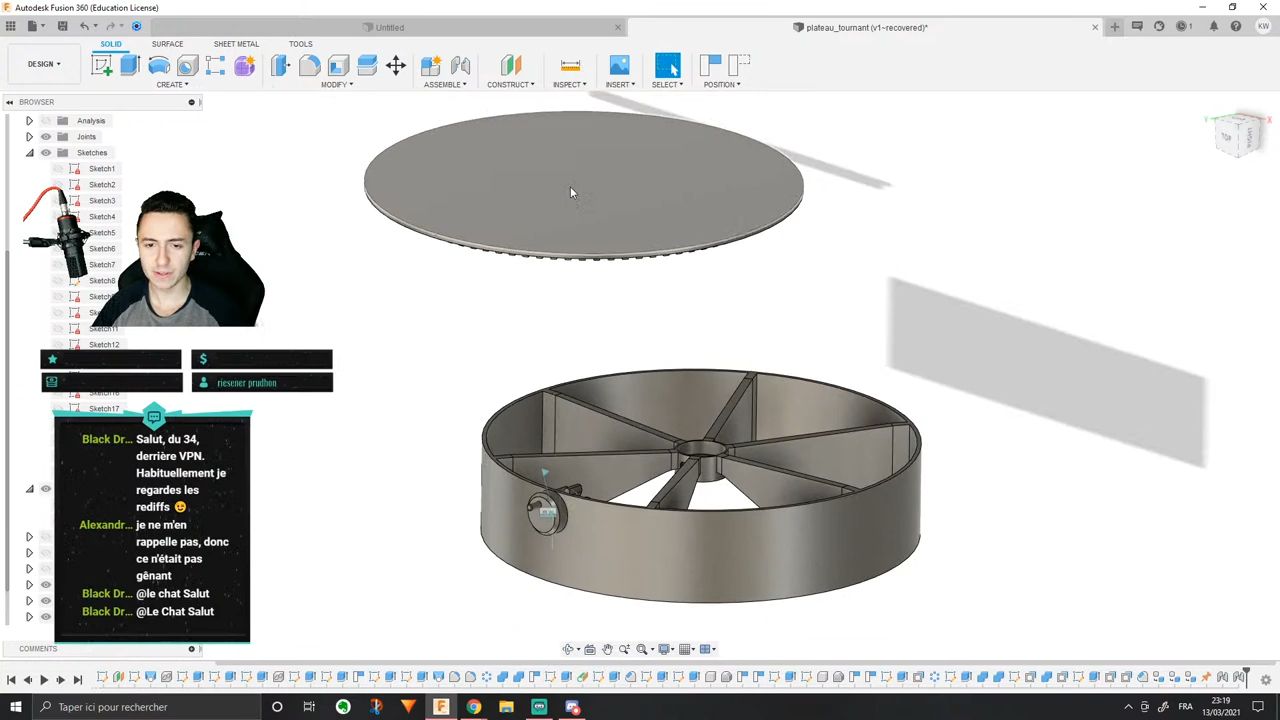 Autodesk Fusion 360 (Education License)
Untitled
plateau_tournant (v1~recovered)*
1
KW
SOLID
SURFACE
SHEET METAL
TOOLS
DESIGN
CREATE
MODIFY
ASSEMBLE
CONSTRUCT
INSPECT
INSERT
SELECT
POSITION
BROWSER
Analysis
Joints
Sketches
Sketch1
Sketch2
Sketch3
Sketch4
Sketch5
Sketch6
Sketch7
Sketch8
Sketch11
Sketch12
Sketch17
TOP
riesener prudhon
Black Dr... Salut, du 34,
derrière VPN.
Habituellement je
regardes les
rediffs 😉
Alexandr... je ne m'en
rappelle pas, donc
ce n'était pas
gênant
Black Dr... @le chat Salut
Black Dr... @Le Chat Salut
COMMENTS
Taper ici pour rechercher
FRA
23:19
13/03/2021